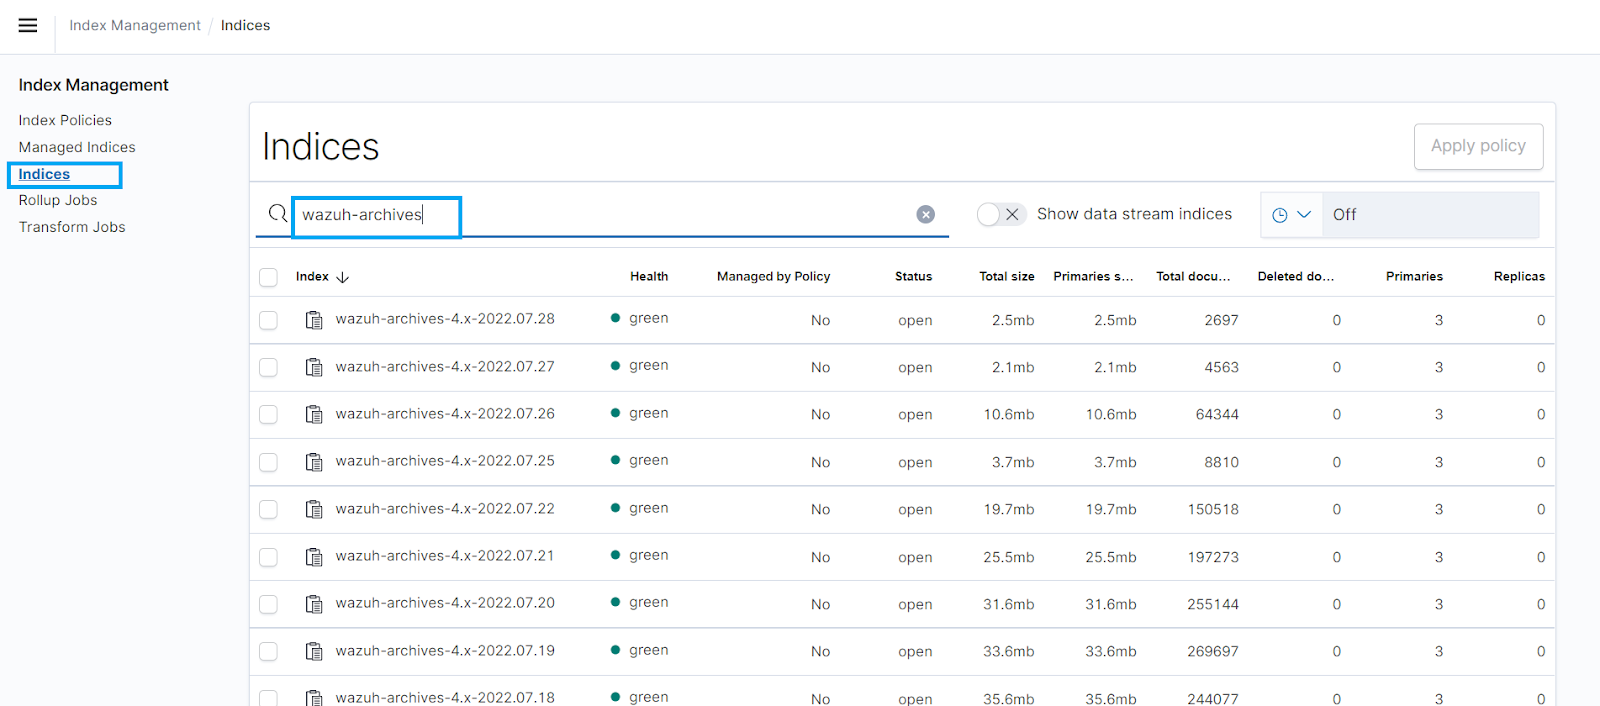 Index Management / Indices
Index Management
Index Policies
Managed Indices
Indices
Rollup Jobs
Transform Jobs
Indices
Apply policy
wazuh-archives
Show data stream indices
Off
Index Health Managed by Policy Status Total size Primaries s... Total docu... Deleted do... Primaries Replicas
wazuh-archives-4.x-2022.07.28 green No open 2.5mb 2.5mb 2697 0 3 0
wazuh-archives-4.x-2022.07.27 green No open 2.1mb 2.1mb 4563 0 3 0
wazuh-archives-4.x-2022.07.26 green No open 10.6mb 10.6mb 64344 0 3 0
wazuh-archives-4.x-2022.07.25 green No open 3.7mb 3.7mb 8810 0 3 0
wazuh-archives-4.x-2022.07.22 green No open 19.7mb 19.7mb 150518 0 3 0
wazuh-archives-4.x-2022.07.21 green No open 25.5mb 25.5mb 197273 0 3 0
wazuh-archives-4.x-2022.07.20 green No open 31.6mb 31.6mb 255144 0 3 0
wazuh-archives-4.x-2022.07.19 green No open 33.6mb 33.6mb 269697 0 3 0
wazuh-archives-4.x-2022.07.18 green No open 35.6mb 35.6mb 244077 0 3 0